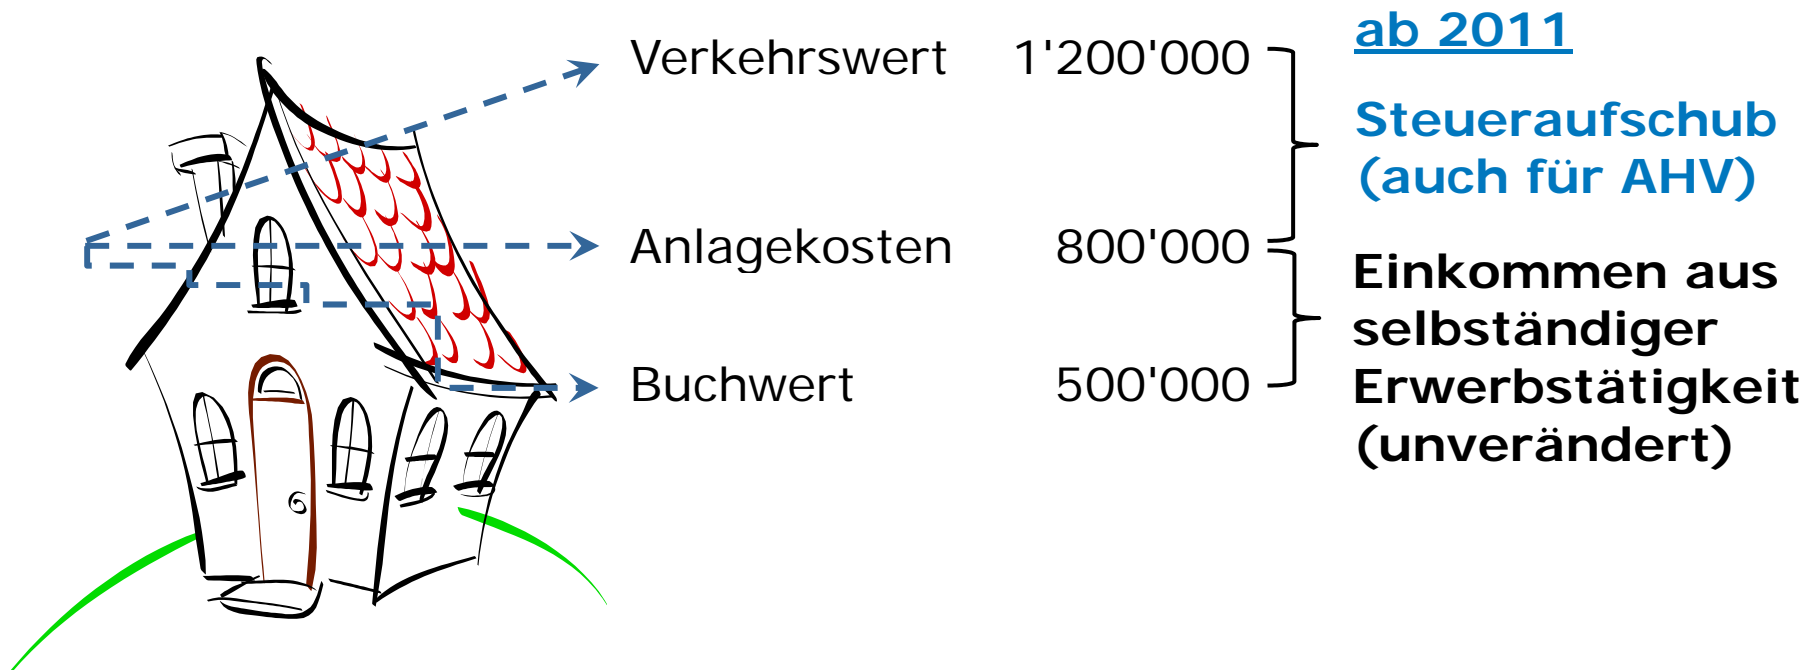 ab 2011
Verkehrswert 1'200'000
Steueraufschub
(auch für AHV)
Anlagekosten 800'000
Einkommen aus
selbständiger
Erwerbstätigkeit
(unverändert)
Buchwert 500'000